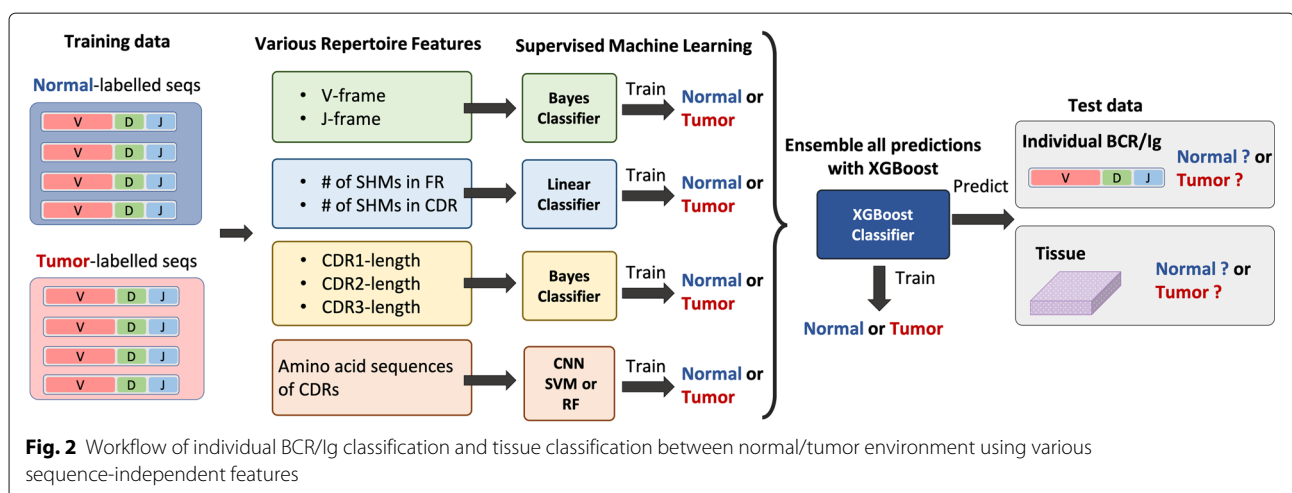 Training data
Normal-labelled seqs
V D J
V D J
V D J
V D J
Tumor-labelled seqs
V D J
V D J
V D J
V D J
Various Repertoire Features
• V-frame
• J-frame
• # of SHMs in FR
• # of SHMs in CDR
• CDR1-length
• CDR2-length
• CDR3-length
Amino acid sequences
of CDRs
Supervised Machine Learning
Bayes
Classifier
Train
Normal or
Tumor
Linear
Classifier
Train
Normal or
Tumor
Bayes
Classifier
Train
Normal or
Tumor
CNN
SVM or
RF
Train
Normal or
Tumor
Ensemble all predictions
with XGBoost
XGBoost
Classifier
Predict
Train
Normal or Tumor
Test data
Individual BCR/Ig
V D J
Normal ? or
Tumor ?
Tissue
Normal ? or
Tumor ?
Fig. 2 Workflow of individual BCR/Ig classification and tissue classification between normal/tumor environment using various
sequence-independent features